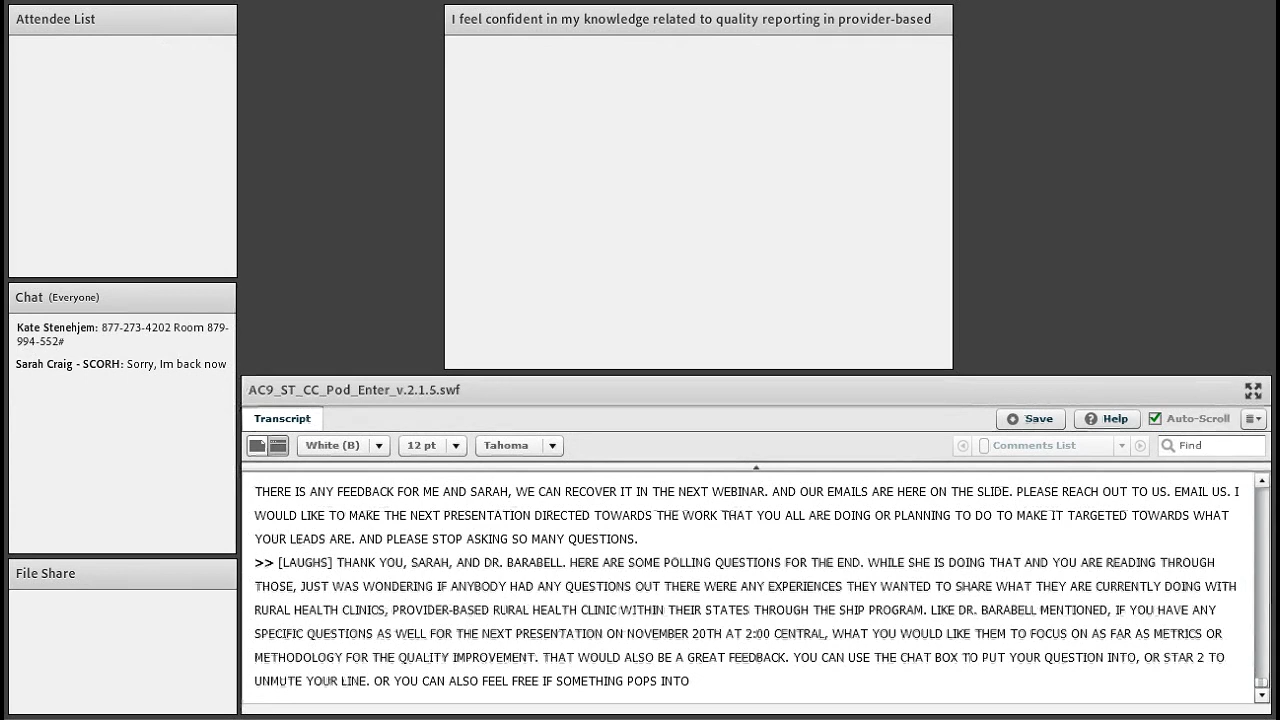 Attendee List
I feel confident in my knowledge related to quality reporting in provider-based
Chat (Everyone)
Kate Stenehjem: 877-273-4202 Room 879-
994-552#
Sarah Craig - SCORH: Sorry, Im back now
File Share
AC9_ST_CC_Pod_Enter_v.2.1.5.swf
Transcript
Save
Help
Auto-Scroll
White (B)
12 pt
Tahoma
Comments List
Find
THERE IS ANY FEEDBACK FOR ME AND SARAH, WE CAN RECOVER IT IN THE NEXT WEBINAR. AND OUR EMAILS ARE HERE ON THE SLIDE. PLEASE REACH OUT TO US. EMAIL US. I
WOULD LIKE TO MAKE THE NEXT PRESENTATION DIRECTED TOWARDS THE WORK THAT YOU ALL ARE DOING OR PLANNING TO DO TO MAKE IT TARGETED TOWARDS WHAT
YOUR LEADS ARE. AND PLEASE STOP ASKING SO MANY QUESTIONS.
>> [LAUGHS] THANK YOU, SARAH, AND DR. BARABELL. HERE ARE SOME POLLING QUESTIONS FOR THE END. WHILE SHE IS DOING THAT AND YOU ARE READING THROUGH
THOSE, JUST WAS WONDERING IF ANYBODY HAD ANY QUESTIONS OUT THERE WERE ANY EXPERIENCES THEY WANTED TO SHARE WHAT THEY ARE CURRENTLY DOING WITH
RURAL HEALTH CLINICS, PROVIDER-BASED RURAL HEALTH CLINIC WITHIN THEIR STATES THROUGH THE SHIP PROGRAM. LIKE DR. BARABELL MENTIONED, IF YOU HAVE ANY
SPECIFIC QUESTIONS AS WELL FOR THE NEXT PRESENTATION ON NOVEMBER 20TH AT 2:00 CENTRAL, WHAT YOU WOULD LIKE THEM TO FOCUS ON AS FAR AS METRICS OR
METHODOLOGY FOR THE QUALITY IMPROVEMENT. THAT WOULD ALSO BE A GREAT FEEDBACK. YOU CAN USE THE CHAT BOX TO PUT YOUR QUESTION INTO, OR STAR 2 TO
UNMUTE YOUR LINE. OR YOU CAN ALSO FEEL FREE IF SOMETHING POPS INTO